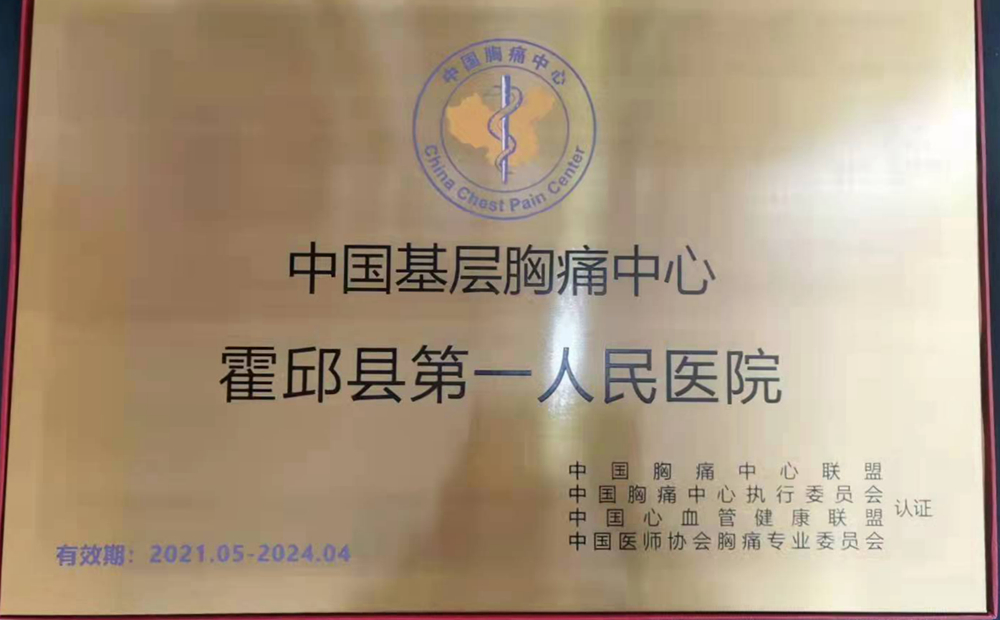 中国胸痛中心
China Chest Pain Center
中国基层胸痛中心
霍邱县第一人民医院
中国胸痛中心联盟
中国胸痛中心执行委员会
中国心血管健康联盟
中国医师协会胸痛专业委员会
认证
有效期：2021.05-2024.04